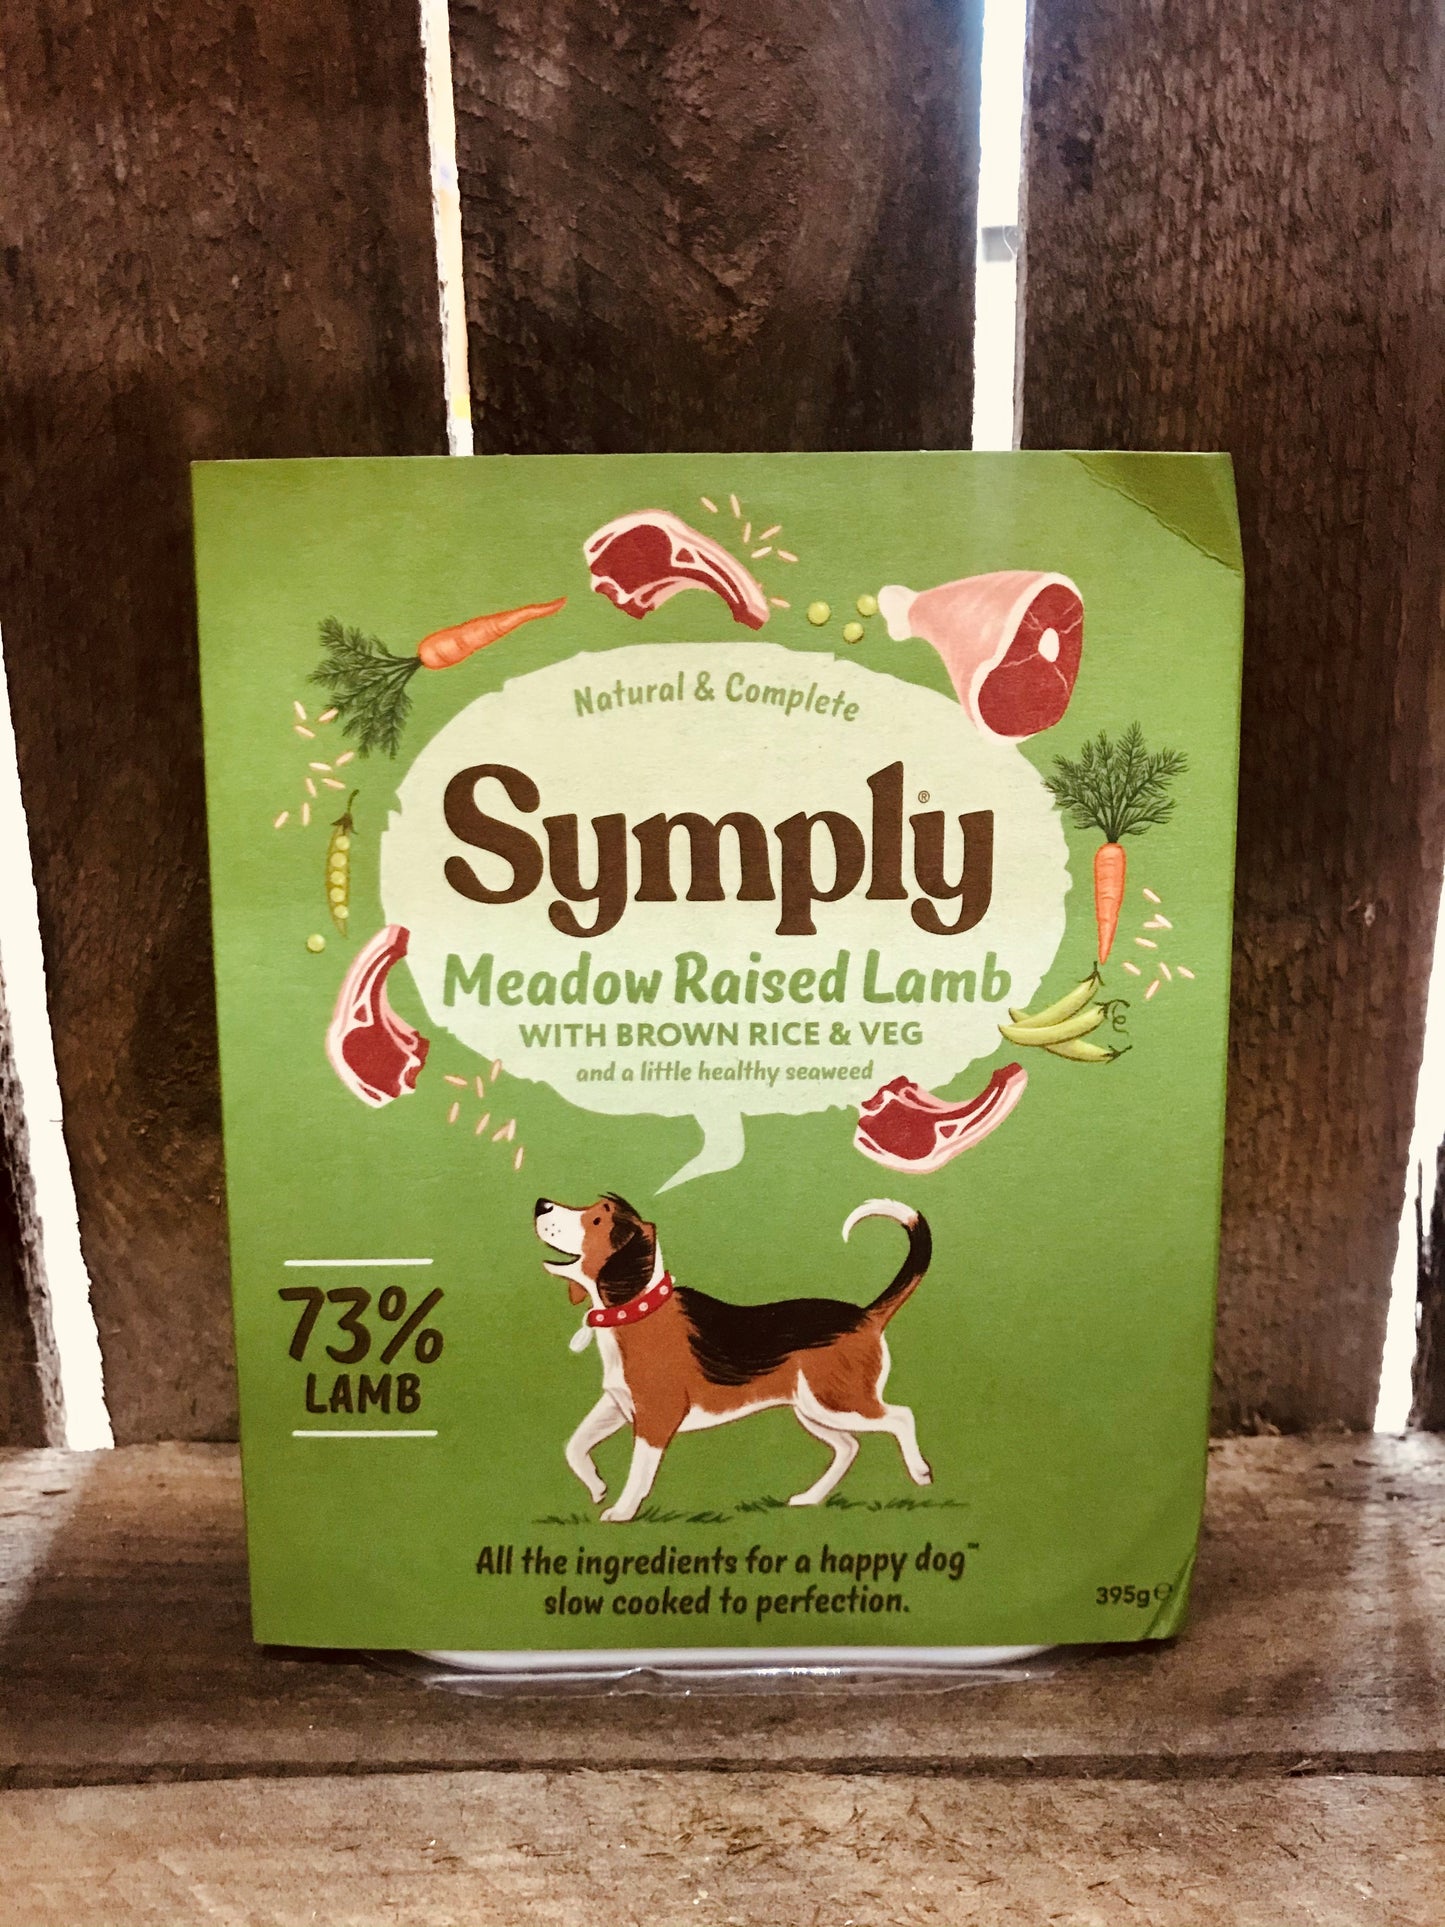 Natural & Complete
Symply®
Meadow Raised Lamb
WITH BROWN RICE & VEG
and a little healthy seaweed
73%
LAMB
All the ingredients for a happy dog™
slow cooked to perfection.
395g ℮